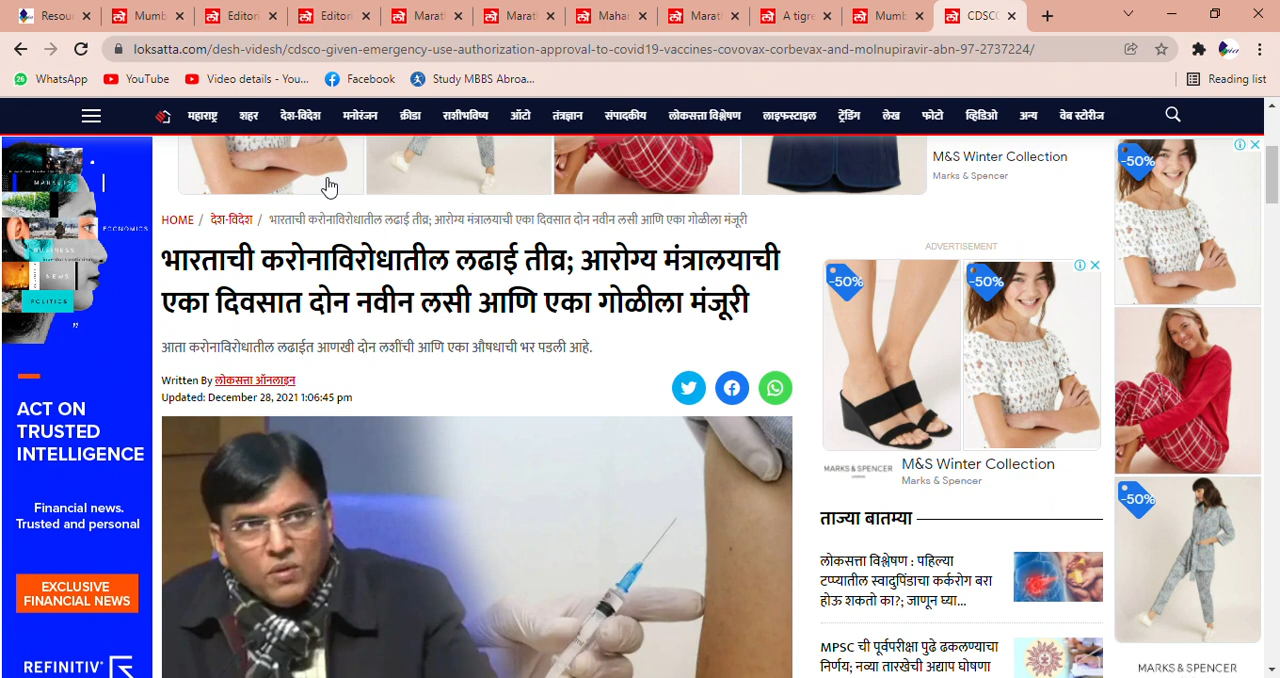 Resou
Mumb
Editori
Editori
Marat
Marat
Mahar
Marat
A tigre
Mumb
CDSCO
loksatta.com/desh-videsh/cdsco-given-emergency-use-authorization-approval-to-covid19-vaccines-covovax-corbevax-and-molnupiravir-abn-97-2737224/
26 WhatsApp
YouTube
Video details - You...
Facebook
Study MBBS Abroa...
Reading list
महाराष्ट्र शहर देश-विदेश मनोरंजन क्रीडा राशीभविष्य ऑटो तंत्रज्ञान संपादकीय लोकसत्ता विश्लेषण लाइफस्टाइल ट्रेंडिंग लेख फोटो व्हिडिओ अन्य वेब स्टोरीज
M&S Winter Collection
Marks & Spencer
HOME / देश-विदेश / भारताची करोनाविरोधातील लढाई तीव्र; आरोग्य मंत्रालयाची एका दिवसात दोन नवीन लसी आणि एका गोळीला मंजूरी
भारताची करोनाविरोधातील लढाई तीव्र; आरोग्य मंत्रालयाची
एका दिवसात दोन नवीन लसी आणि एका गोळीला मंजूरी
आता करोनाविरोधातील लढाईत आणखी दोन लशींची आणि एका औषधाची भर पडली आहे.
Written By लोकसत्ता ऑनलाइन
Updated: December 28, 2021 1:06:45 pm
MARKETS
ECONOMICS
BUSINESS
NEWS
POLITICS
”
ACT ON
TRUSTED
INTELLIGENCE
Financial news.
Trusted and personal
EXCLUSIVE
FINANCIAL NEWS
REFINITIV
ADVERTISEMENT
-50%
-50%
MARKS & SPENCER
M&S Winter Collection
Marks & Spencer
ताज्या बातम्या
लोकसत्ता विश्लेषण : पहिल्या
टप्प्यातील स्वादुपिंडाचा कर्करोग बरा
होऊ शकतो का?; जाणून घ्या...
MPSC ची पूर्वपरीक्षा पुढे ढकलण्याचा
निर्णय; नव्या तारखेची अद्याप घोषणा
-50%
-50%
MARKS & SPENCER